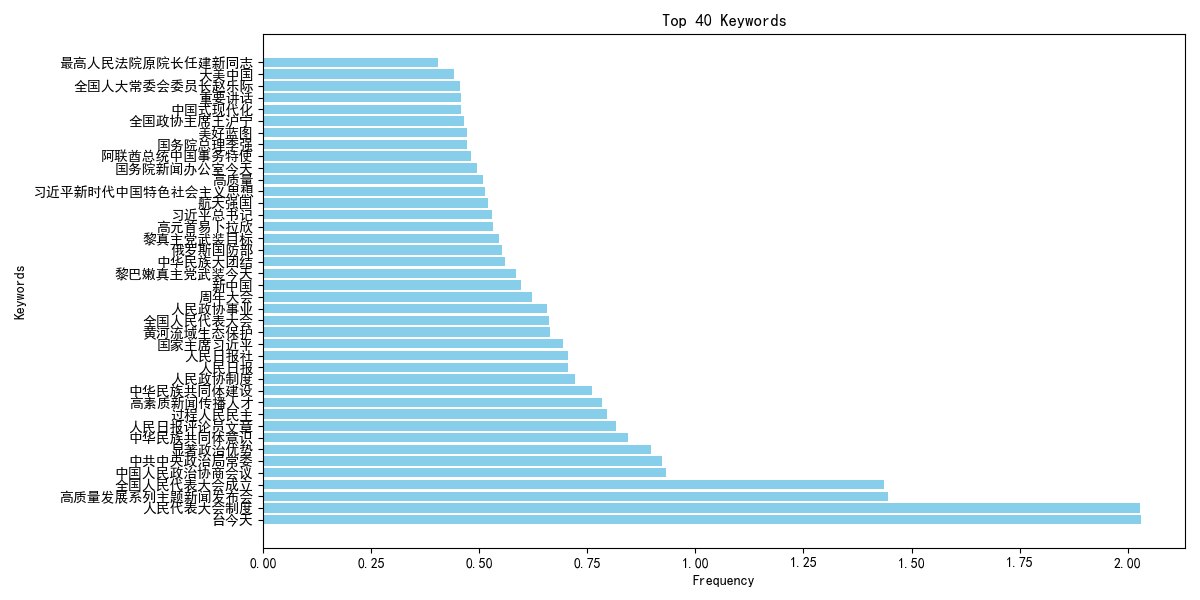 Top 40 Keywords
最高人民法院原院长任建新同志
大美中国
全国人大常委会委员长赵乐际
重要讲话
中国式现代化
全国政协主席王沪宁
美好蓝图
国务院总理李强
阿联酋总统中国事务特使
国务院新闻办公室今天
高质量
习近平新时代中国特色社会主义思想
航天强国
习近平总书记
高元首易卜拉欣
黎真主党武装目标
俄罗斯国防部
中华民族大团结
黎巴嫩真主党武装今天
新中国
周年大会
人民政协事业
全国人民代表大会
黄河流域生态保护
国家主席习近平
人民日报社
人民日报
人民政协制度
中华民族共同体建设
高素质新闻传播人才
过程人民民主
人民日报评论员文章
中华民族共同体意识
显著政治优势
中共中央政治局常委
中国人民政治协商会议
全国人民代表大会成立
高质量发展系列主题新闻发布会
人民代表大会制度
台今天
Keywords
0.00 0.25 0.50 0.75 1.00 1.25 1.50 1.75 2.00
Frequency